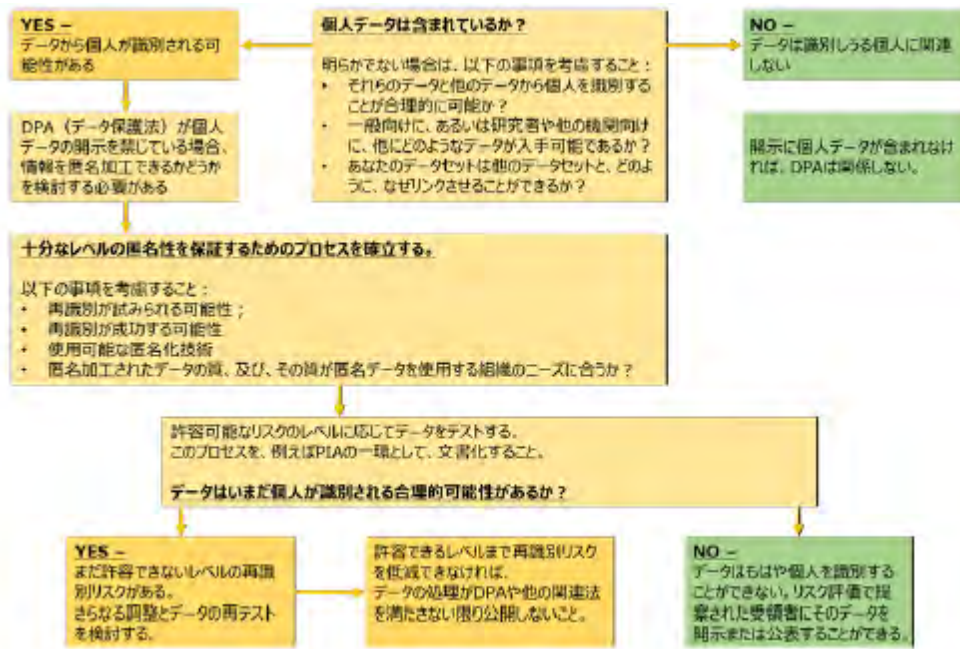 個人データは含まれているか？
明らかでない場合は、以下の事項を考慮すること：
• それらのデータと他のデータから個人を識別する
ことが合理的に可能か？
• 一般向けに、あるいは研究者や他の機関向け
に、他にどのようなデータが入手可能であるか？
• あなたのデータセットは他のデータセットと、どのよ
うに、なぜリンクさせることができるか？
YES –
データから個人が識別される可
能性がある
NO –
データは識別しうる個人に関連
しない
DPA（データ保護法）が個人
データの開示を禁じている場合、
情報を匿名加工できるかどうか
を検討する必要がある
開示に個人データが含まれなけ
れば、DPAは関係しない。
十分なレベルの匿名性を保証するためのプロセスを確立する。
以下の事項を考慮すること：
• 再識別が試みられる可能性；
• 再識別が成功する可能性
• 使用可能な匿名化技術
• 匿名加工されたデータの質、及び、その質が匿名データを使用する組織のニーズに合うか？
許容可能なリスクのレベルに応じてデータをテストする。
このプロセスを、例えばPIAの一環として、文書化すること。
データはいまだ個人が識別される合理的可能性があるか？
YES –
まだ許容できないレベルの再識
別リスクがある。
さらなる調整とデータの再テスト
を検討する。
許容できるレベルまで再識別リスク
を低減できなければ、
データの処理がDPAや他の関連法
を満たさない限り公開しないこと。
NO –
データはもはや個人を識別する
ことができない。リスク評価で提
案された受領者にそのデータを
開示または公表することができる。